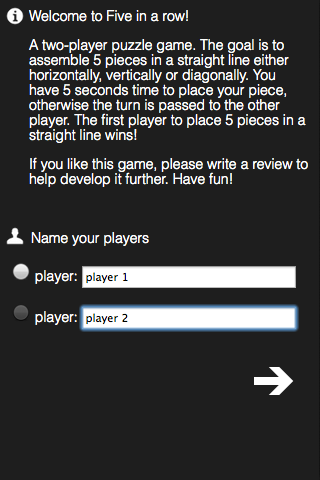 Welcome to Five in a row!
A two-player puzzle game. The goal is to
assemble 5 pieces in a straight line either
horizontally, vertically or diagonally. You
have 5 seconds time to place your piece,
otherwise the turn is passed to the other
player. The first player to place 5 pieces in a
straight line wins!
If you like this game, please write a review to
help develop it further. Have fun!
Name your players
player: player 1
player: player 2